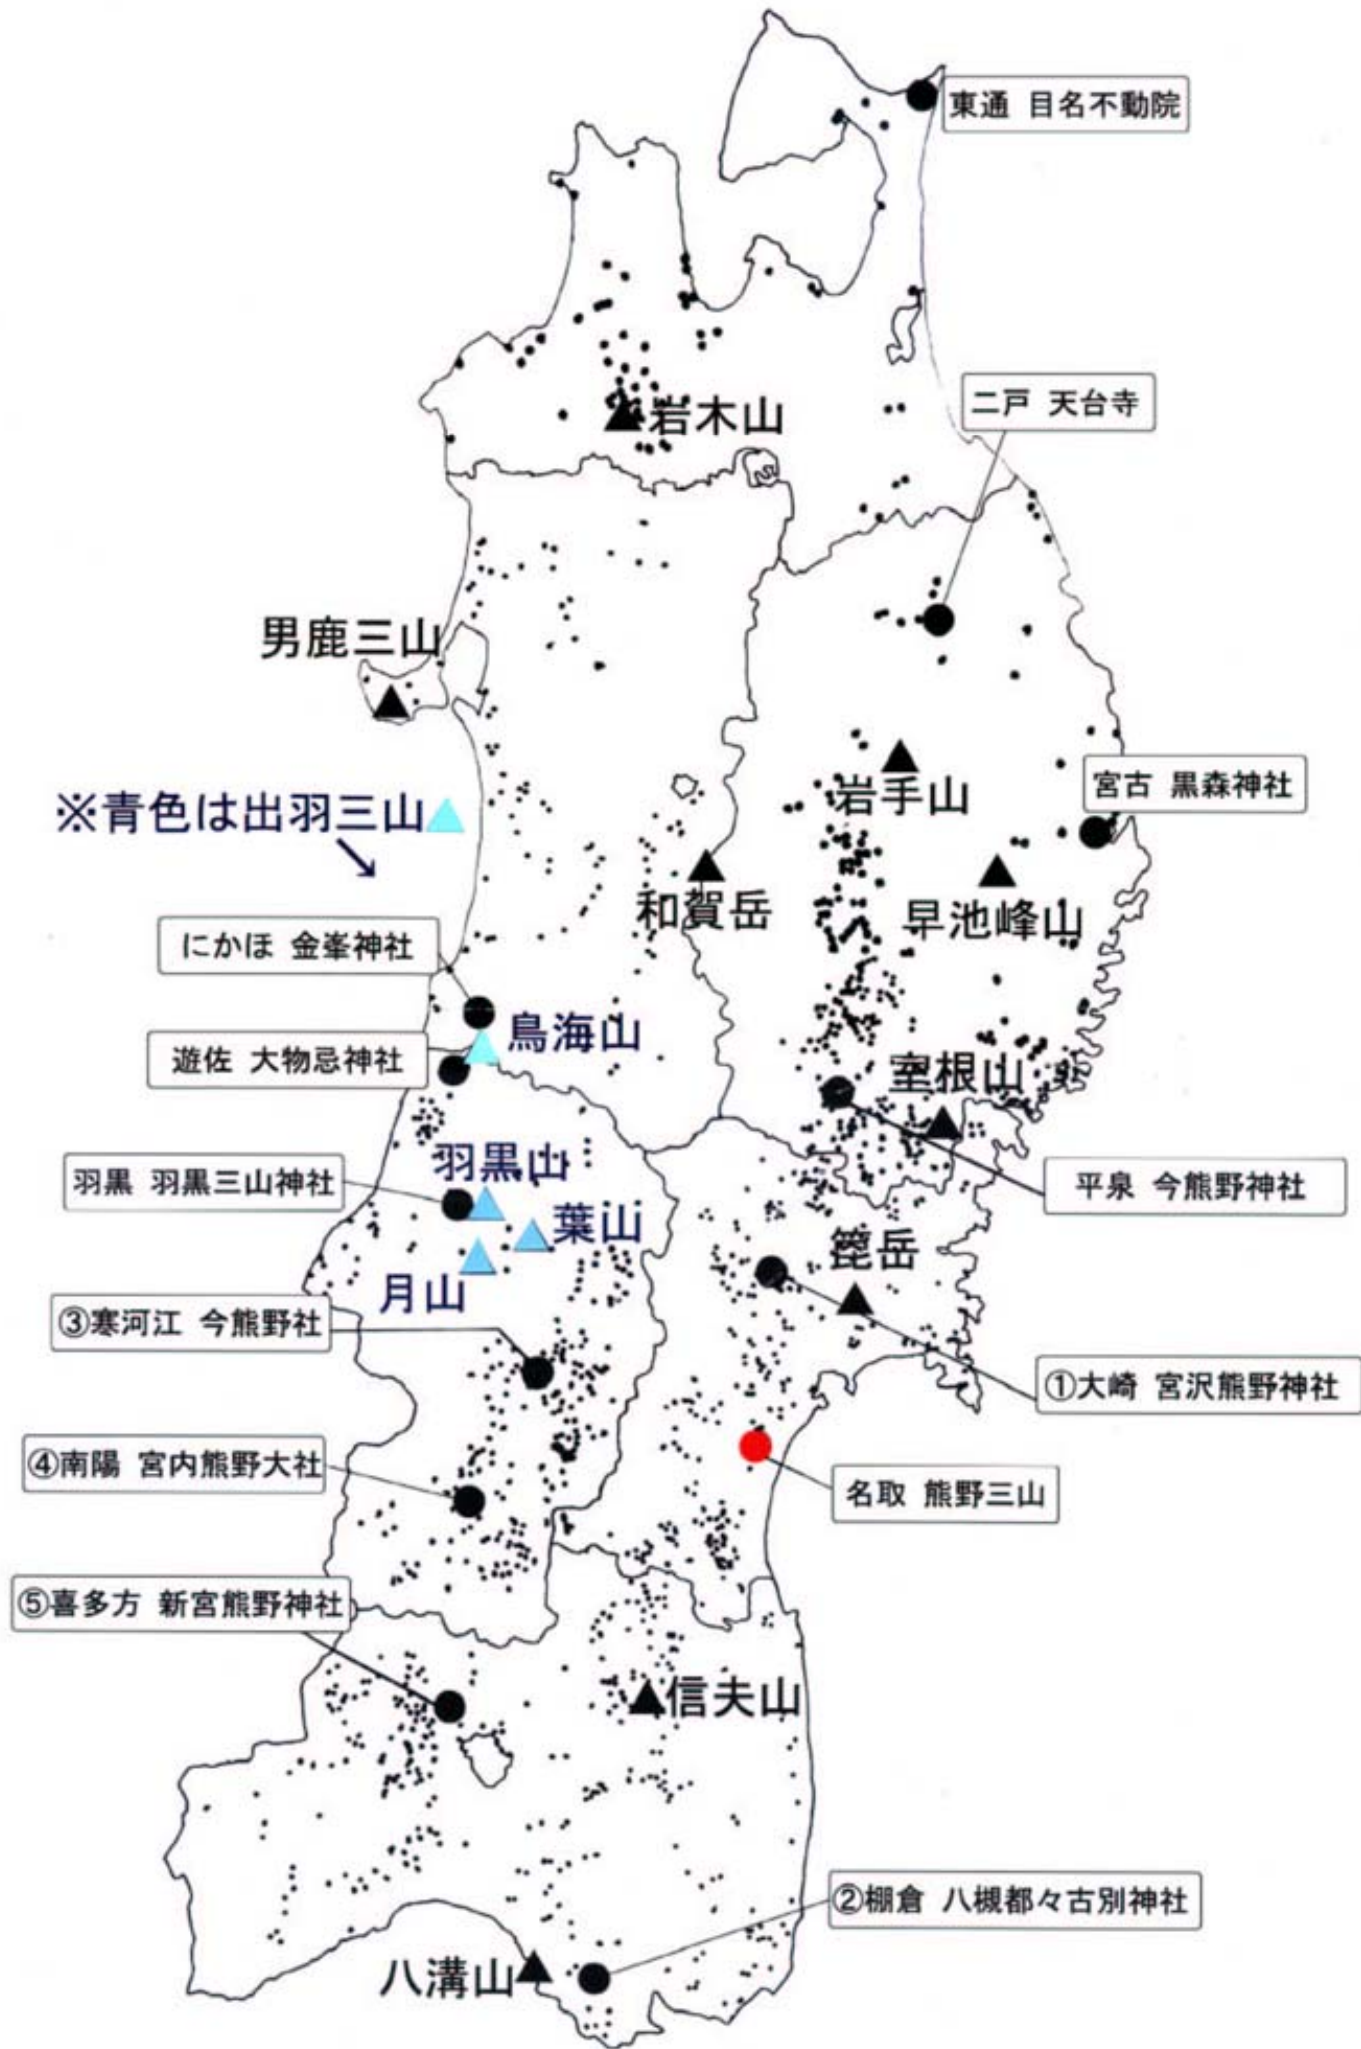 東通 目名不動院
二戸 天台寺
岩木山
男鹿三山
岩手山
宮古 黒森神社
※青色は出羽三山
↘
和賀岳
早池峰山
にかほ 金峯神社
鳥海山
遊佐 大物忌神社
室根山
羽黒山
羽黒 羽黒三山神社
平泉 今熊野神社
葉山
箆岳
月山
③寒河江 今熊野社
①大崎 宮沢熊野神社
④南陽 宮内熊野大社
名取 熊野三山
⑤喜多方 新宮熊野神社
信夫山
②棚倉 八槻都々古別神社
八溝山